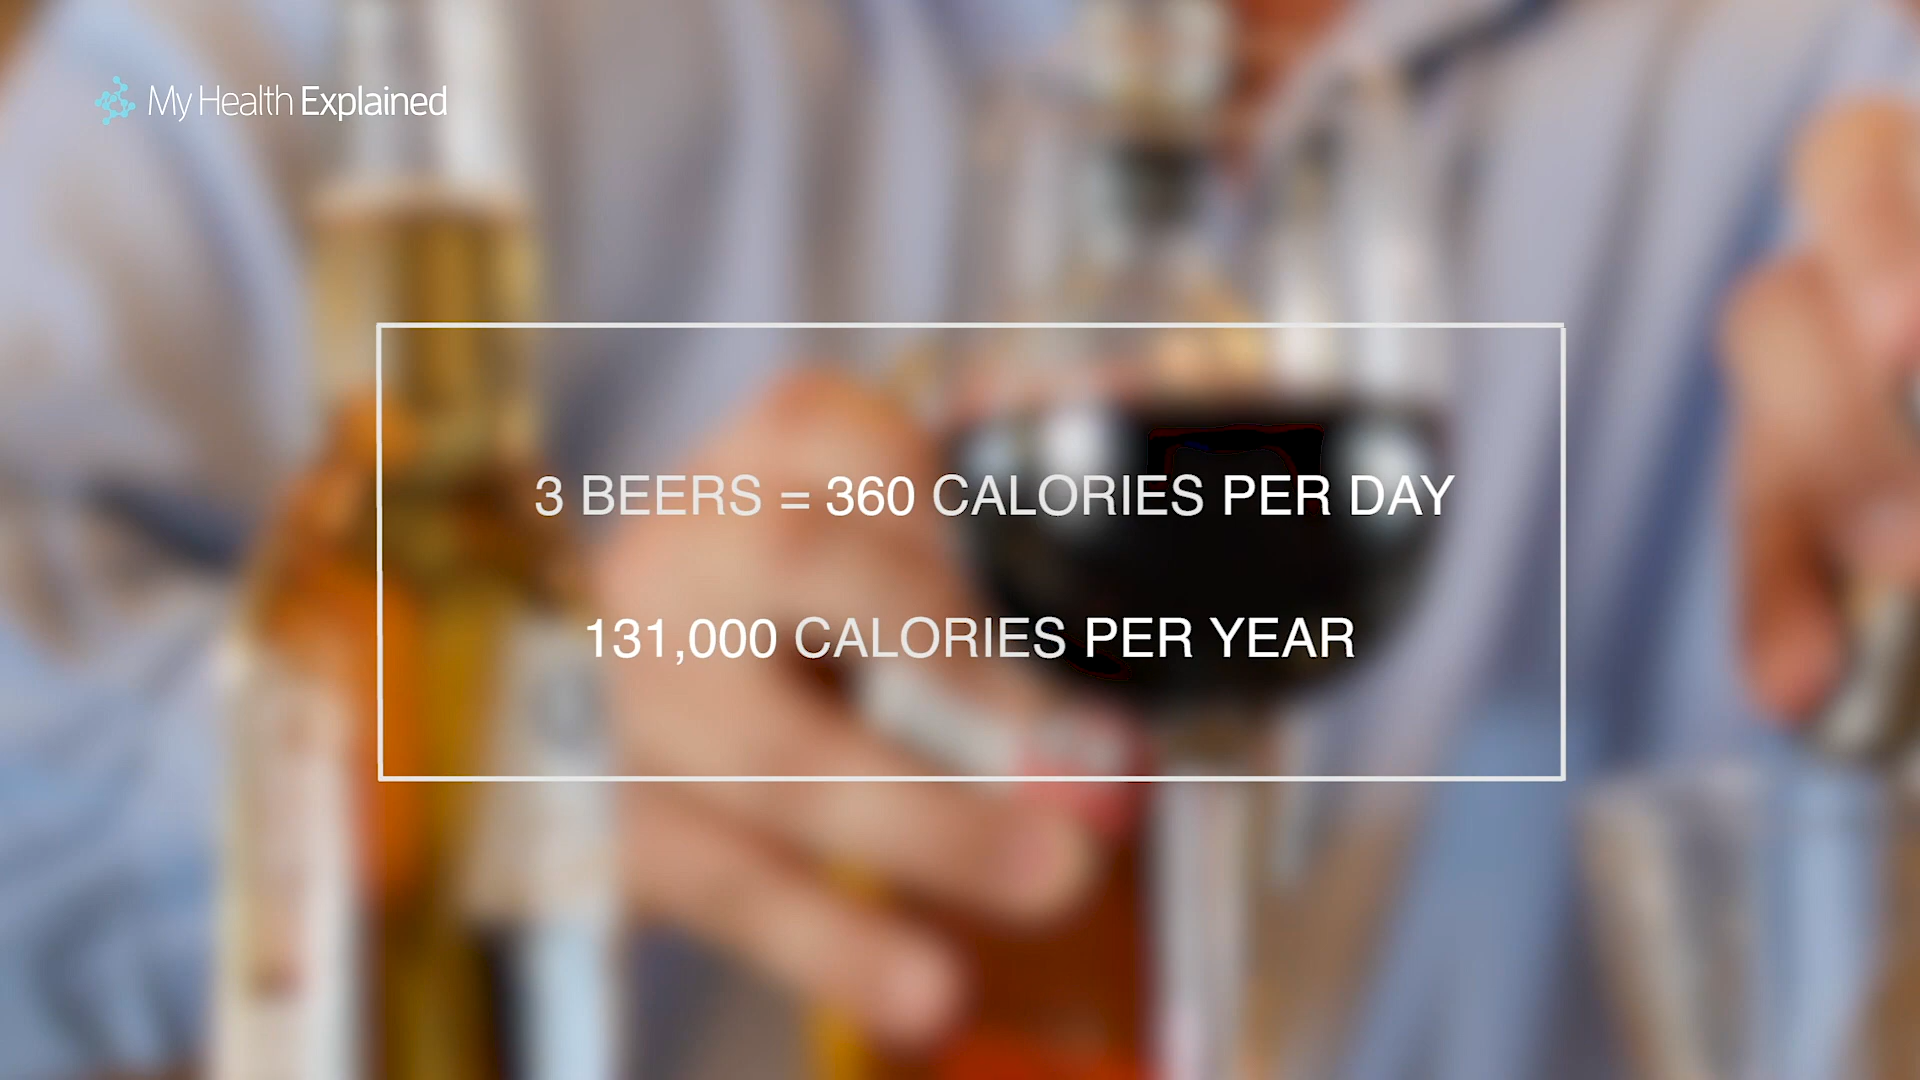 My Health Explained
3 BEERS = 360 CALORIES PER DAY
131,000 CALORIES PER YEAR